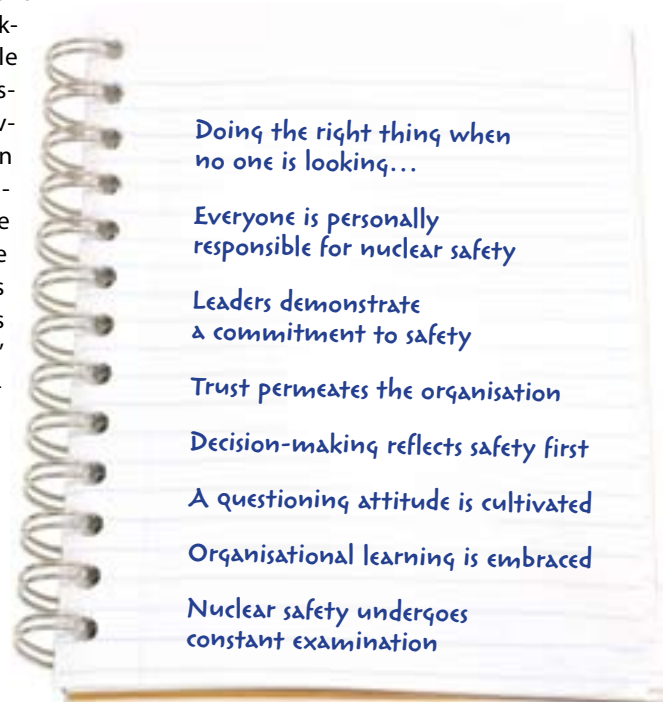 k-
le
s-
v-
n
-
e
e
s
s
Doing the right thing when
no one is looking...
Everyone is personally
responsible for nuclear safety
Leaders demonstrate
a commitment to safety
Trust permeates the organisation
Decision-making reflects safety first
A questioning attitude is cultivated
Organisational learning is embraced
Nuclear safety undergoes
constant examination